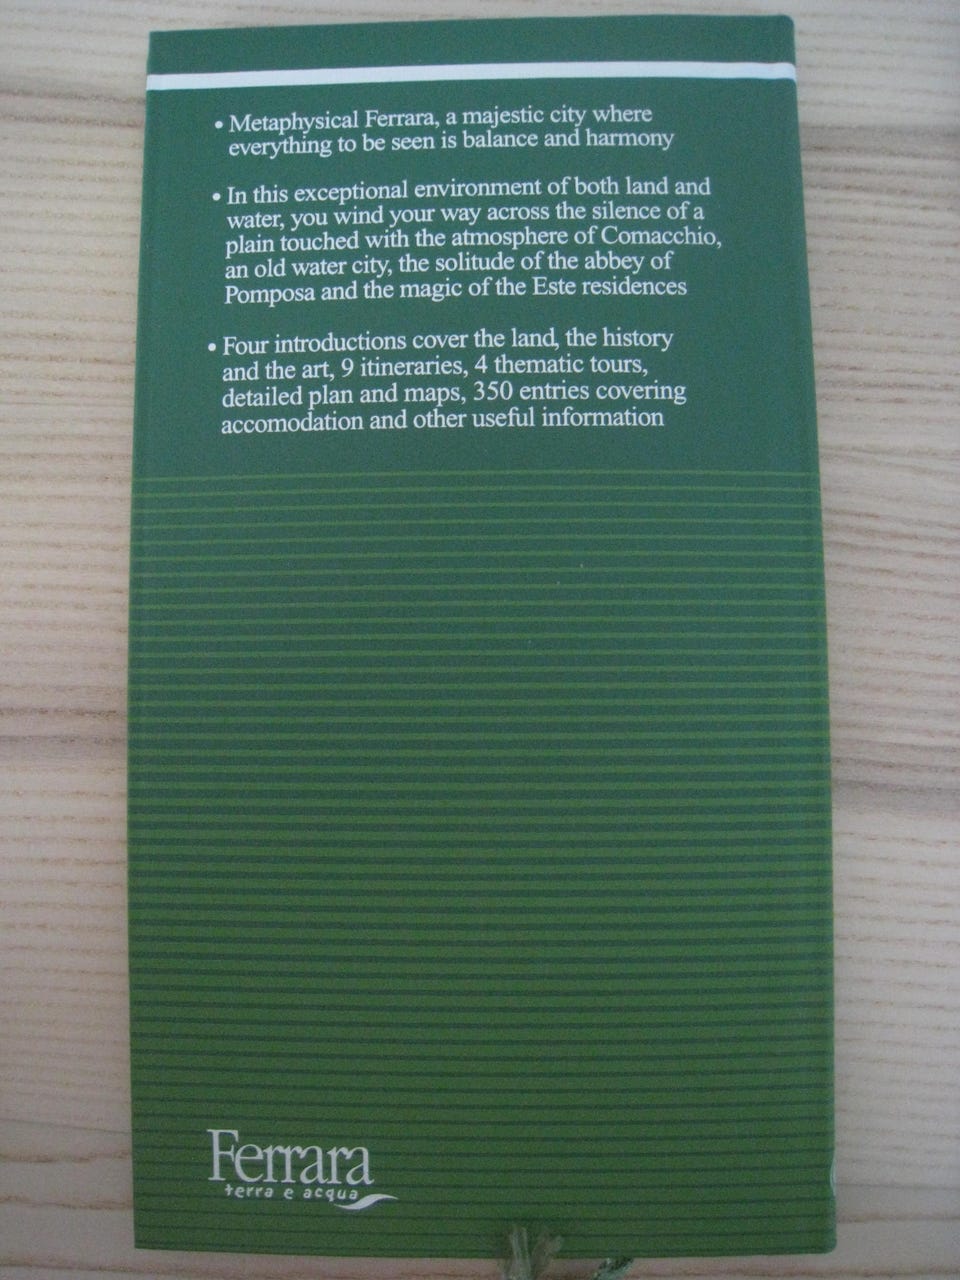 • Metaphysical Ferrara, a majestic city where
everything to be seen is balance and harmony
• In this exceptional environment of both land and
water, you wind your way across the silence of a
plain touched with the atmosphere of Comacchio,
an old water city, the solitude of the abbey of
Pomposa and the magic of the Este residences
• Four introductions cover the land, the history
and the art, 9 itineraries, 4 thematic tours,
detailed plan and maps, 350 entries covering
accomodation and other useful information
Ferrara
terra e acqua